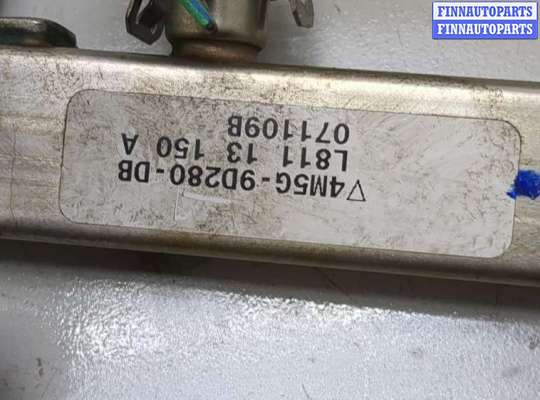 FINNAUTOPARTS
FINNAUTOPARTS
▽4M5G-9D280-DB
L811 13 150 A
071109B